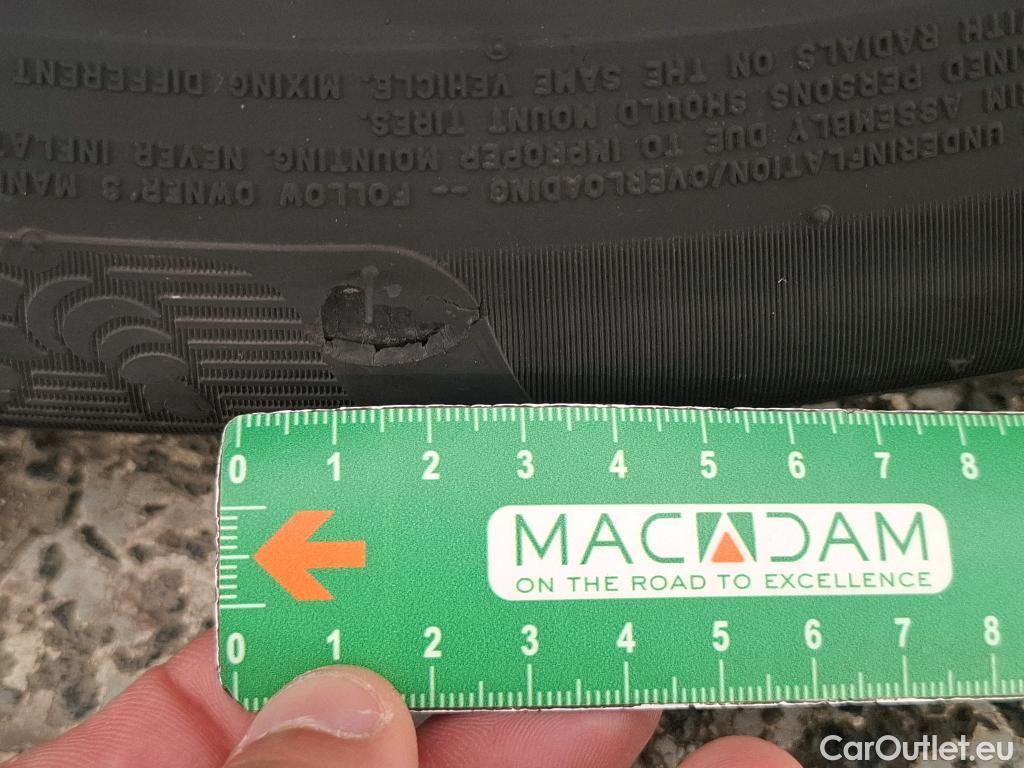 UNDERINFLATION/OVERLOADING -- FOLLOW OWNER'S MAN
IM ASSEMBLY DUE TO IMPROPER MOUNTING. NEVER INFLA
INED PERSONS SHOULD MOUNT TIRES.
ITH RADIALS ON THE SAME VEHICLE. MIXING DIFFERENT
0 1 2 3 4 5 6 7 8
MACADAM
ON THE ROAD TO EXCELLENCE
0 1 2 3 4 5 6 7 8
CarOutlet.eu